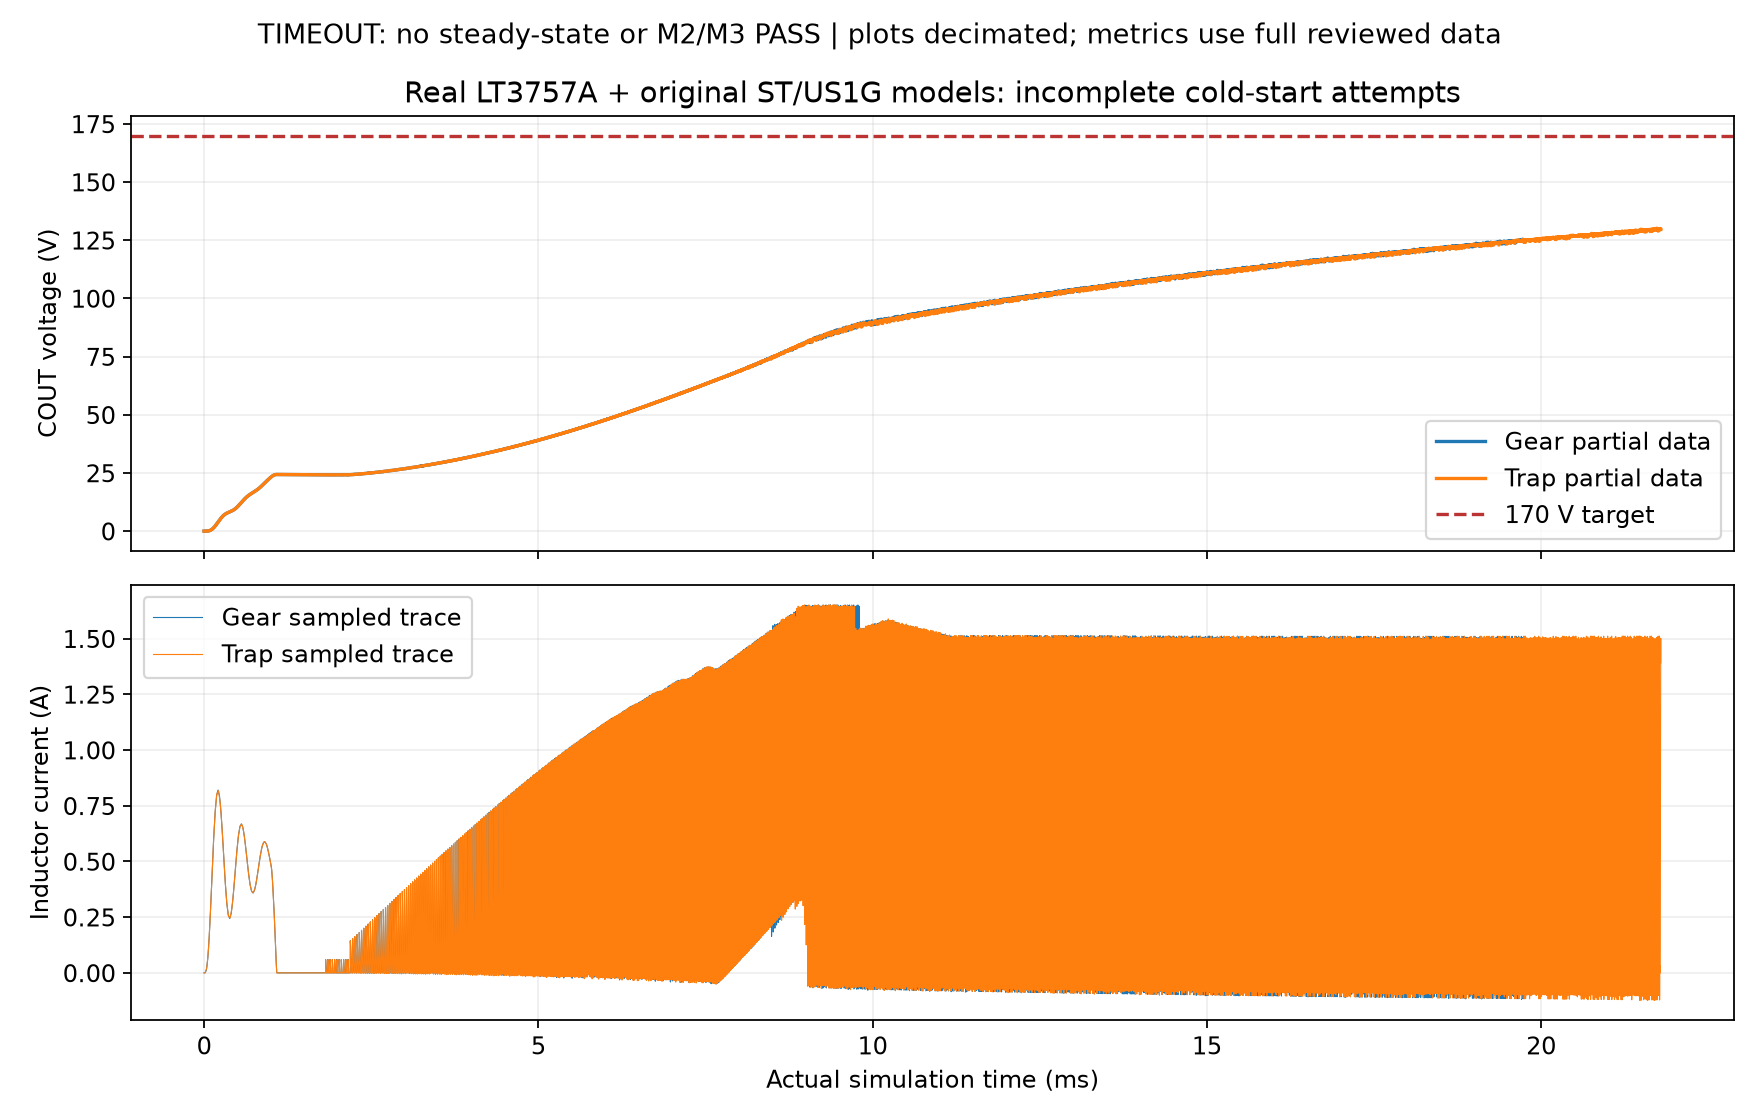 TIMEOUT: no steady-state or M2/M3 PASS | plots decimated; metrics use full reviewed data
Real LT3757A + original ST/US1G models: incomplete cold-start attempts
175
150
125
100
75
50
25
0
COUT voltage (V)
Gear partial data
Trap partial data
170 V target
Gear sampled trace
Trap sampled trace
1.50
1.25
1.00
0.75
0.50
0.25
0.00
Inductor current (A)
0 5 10 15 20
Actual simulation time (ms)